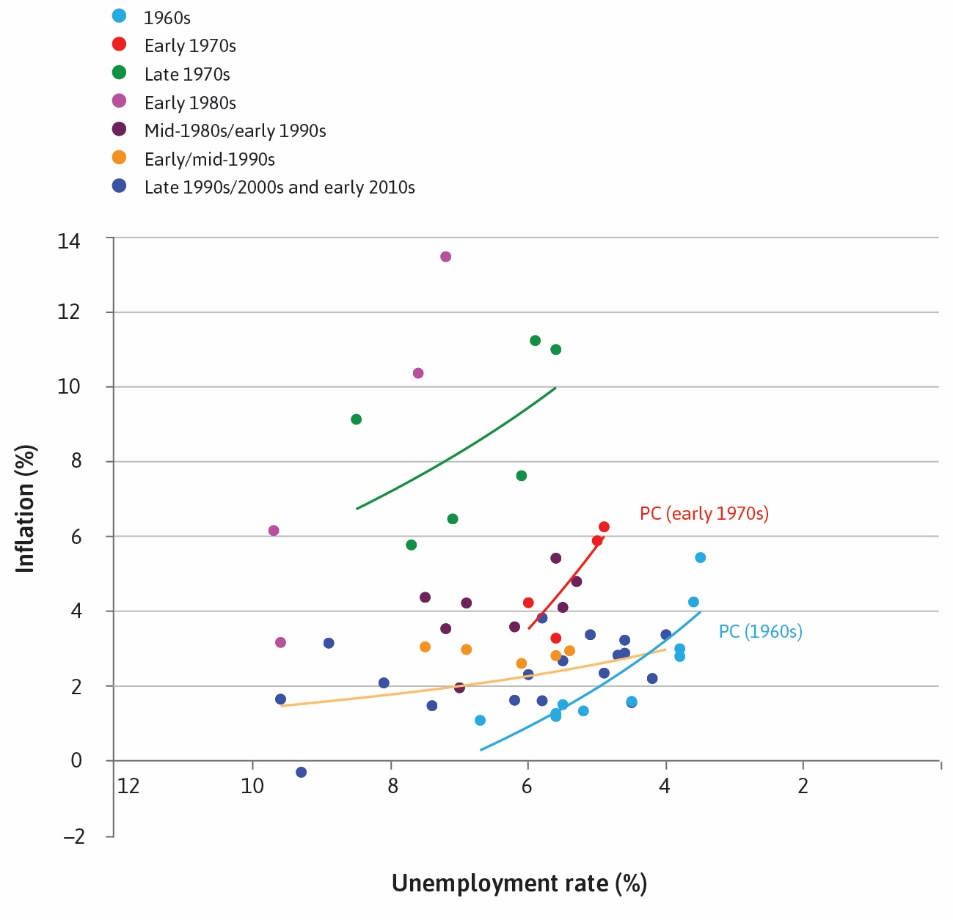 1960s
Early 1970s
Late 1970s
Early 1980s
Mid-1980s/early 1990s
Early/mid-1990s
Late 1990s/2000s and early 2010s
14
12
10
8
6
4
2
0
–2
Inflation (%)
PC (early 1970s)
PC (1960s)
12 10 8 6 4 2
Unemployment rate (%)